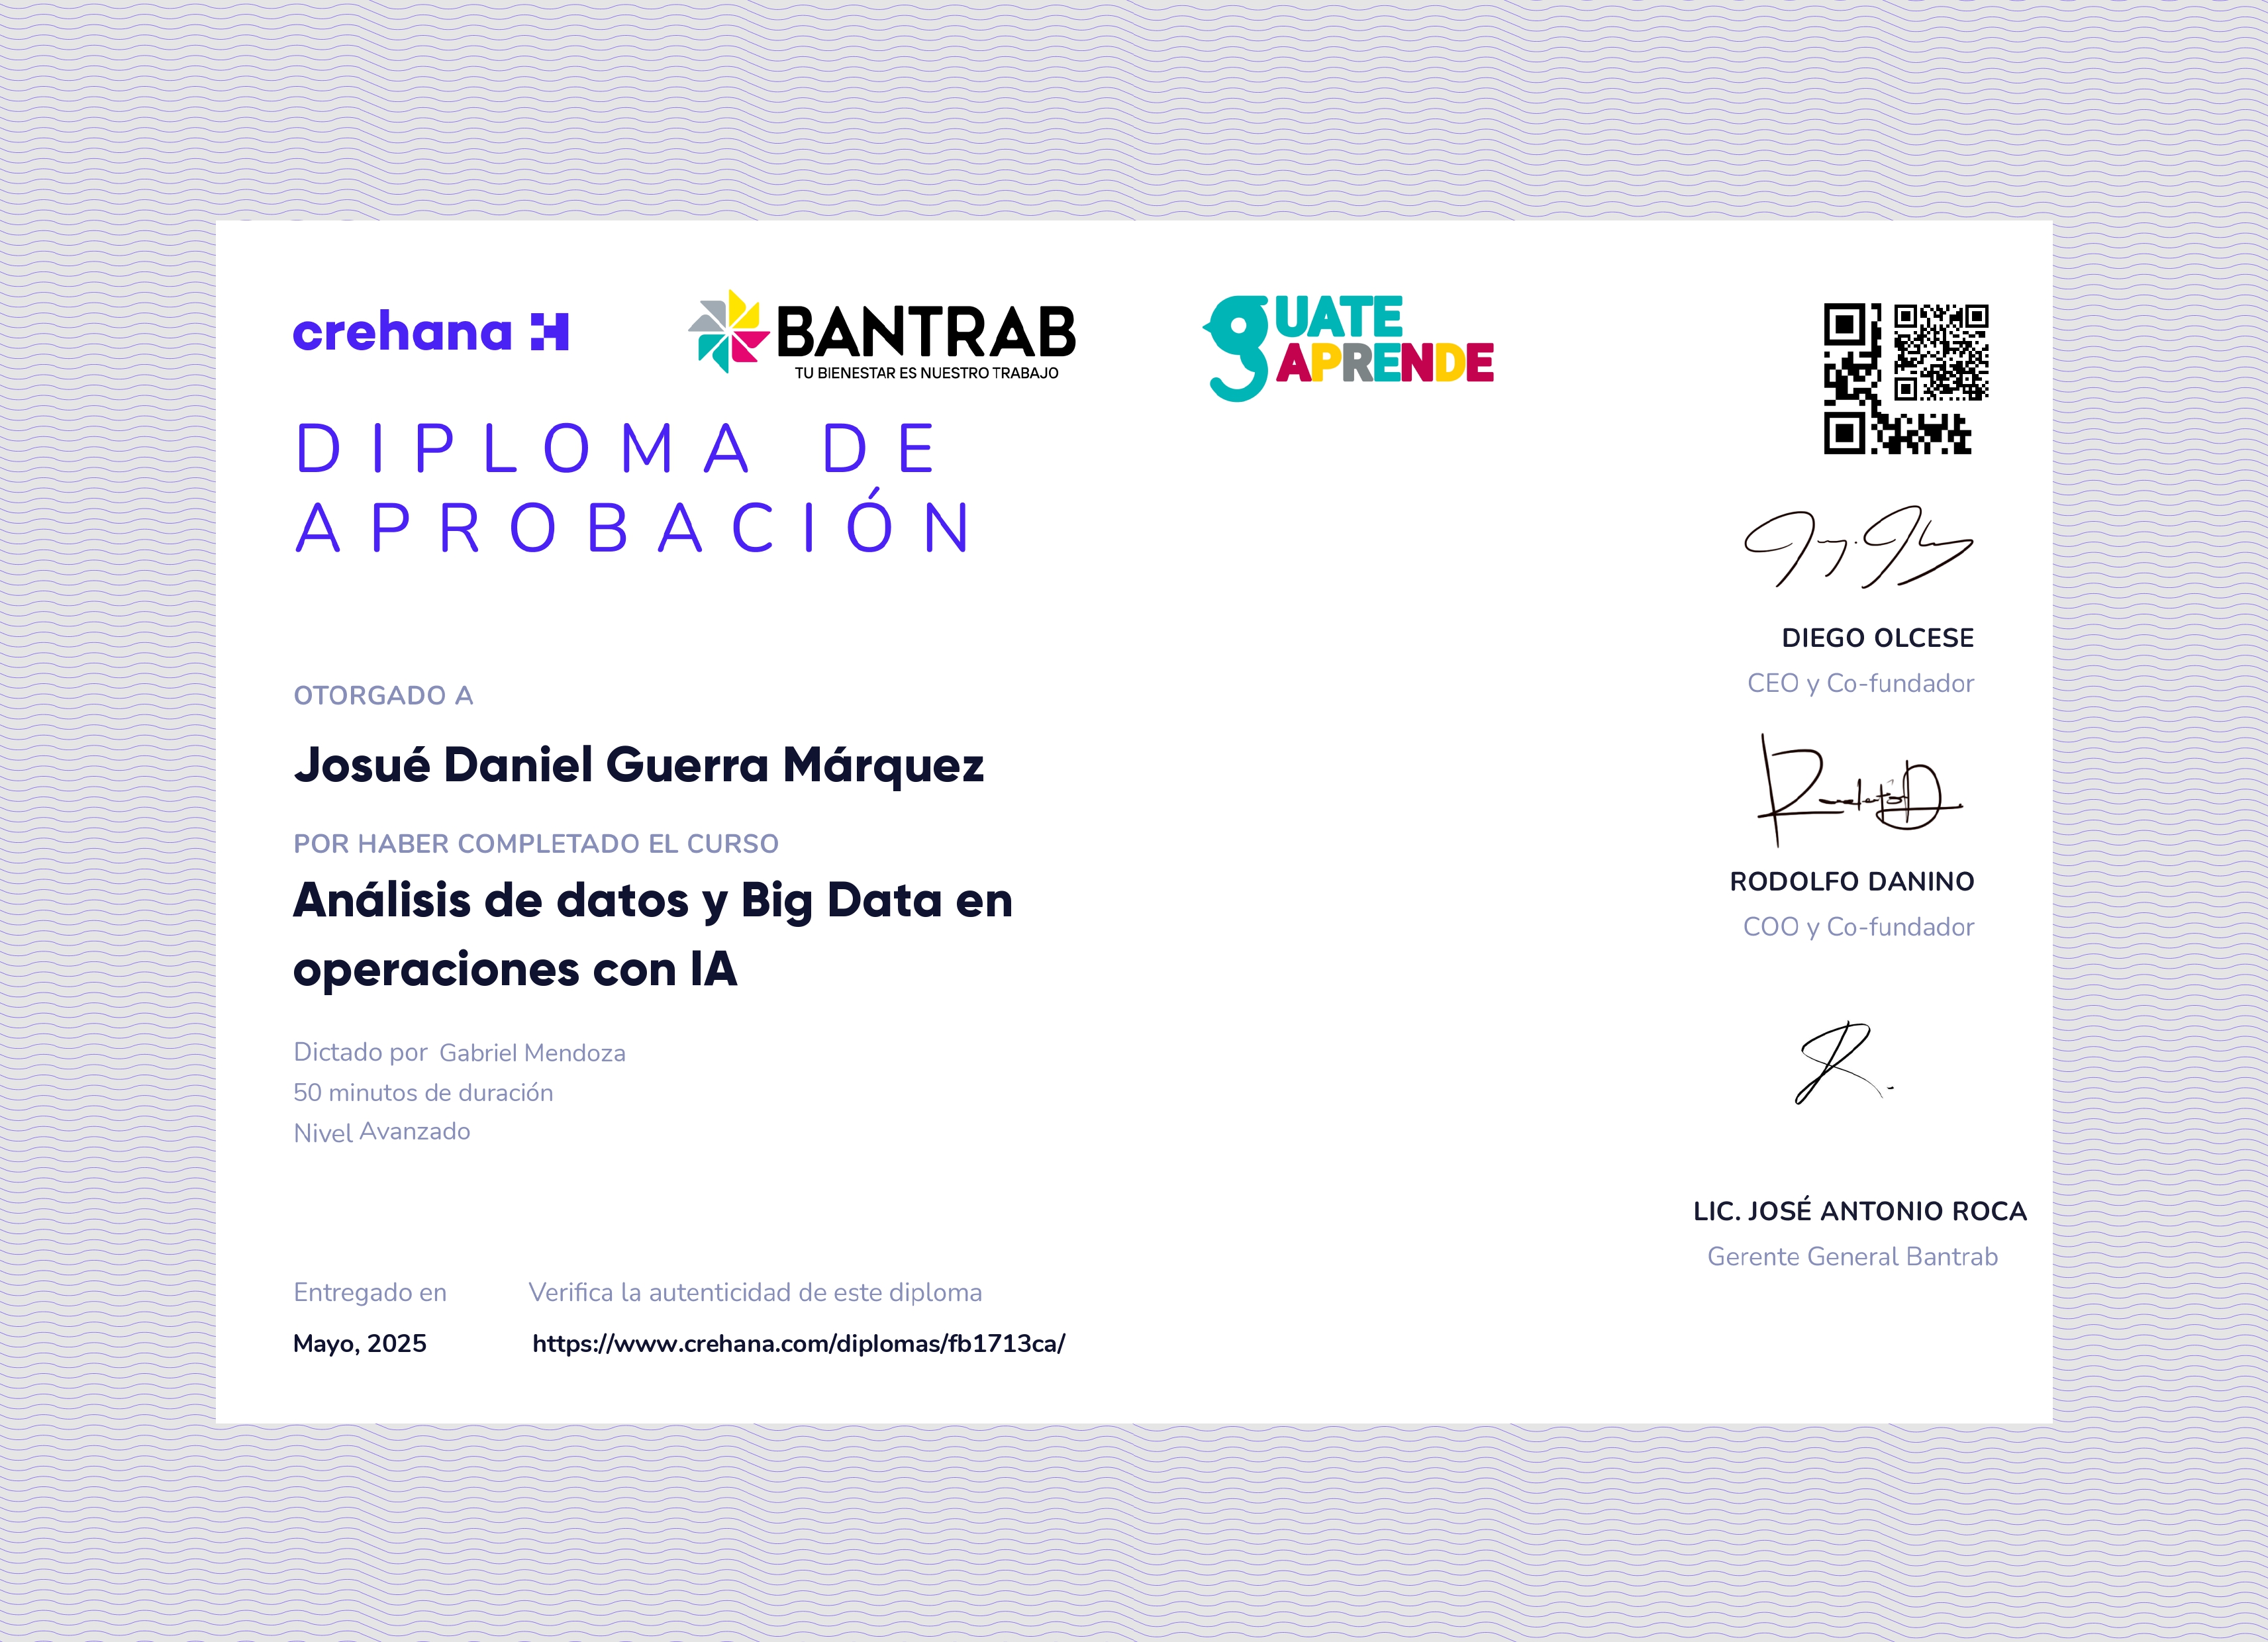 crehana
BANTRAB
TU BIENESTAR ES NUESTRO TRABAJO
GUATE
APRENDE
DIPLOMA DE
APROBACIÓN
OTORGADO A
Josué Daniel Guerra Márquez
POR HABER COMPLETADO EL CURSO
Análisis de datos y Big Data en
operaciones con IA
Dictado por Gabriel Mendoza
50 minutos de duración
Nivel Avanzado
Entregado en
Mayo, 2025
Verifica la autenticidad de este diploma
https://www.crehana.com/diplomas/fb1713ca/
DIEGO OLCESE
CEO y Co-fundador
RODOLFO DANINO
COO y Co-fundador
LIC. JOSÉ ANTONIO ROCA
Gerente General Bantrab